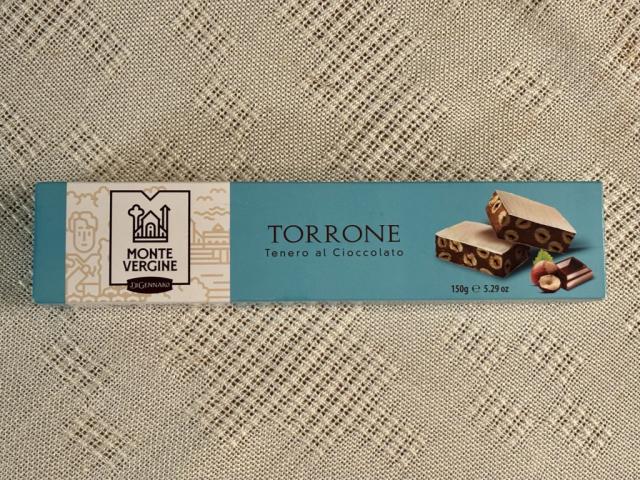 MONTE
VERGINE
DIGENNARO
TORRONE
Tenero al Cioccolato
150g ℮ 5.29 oz